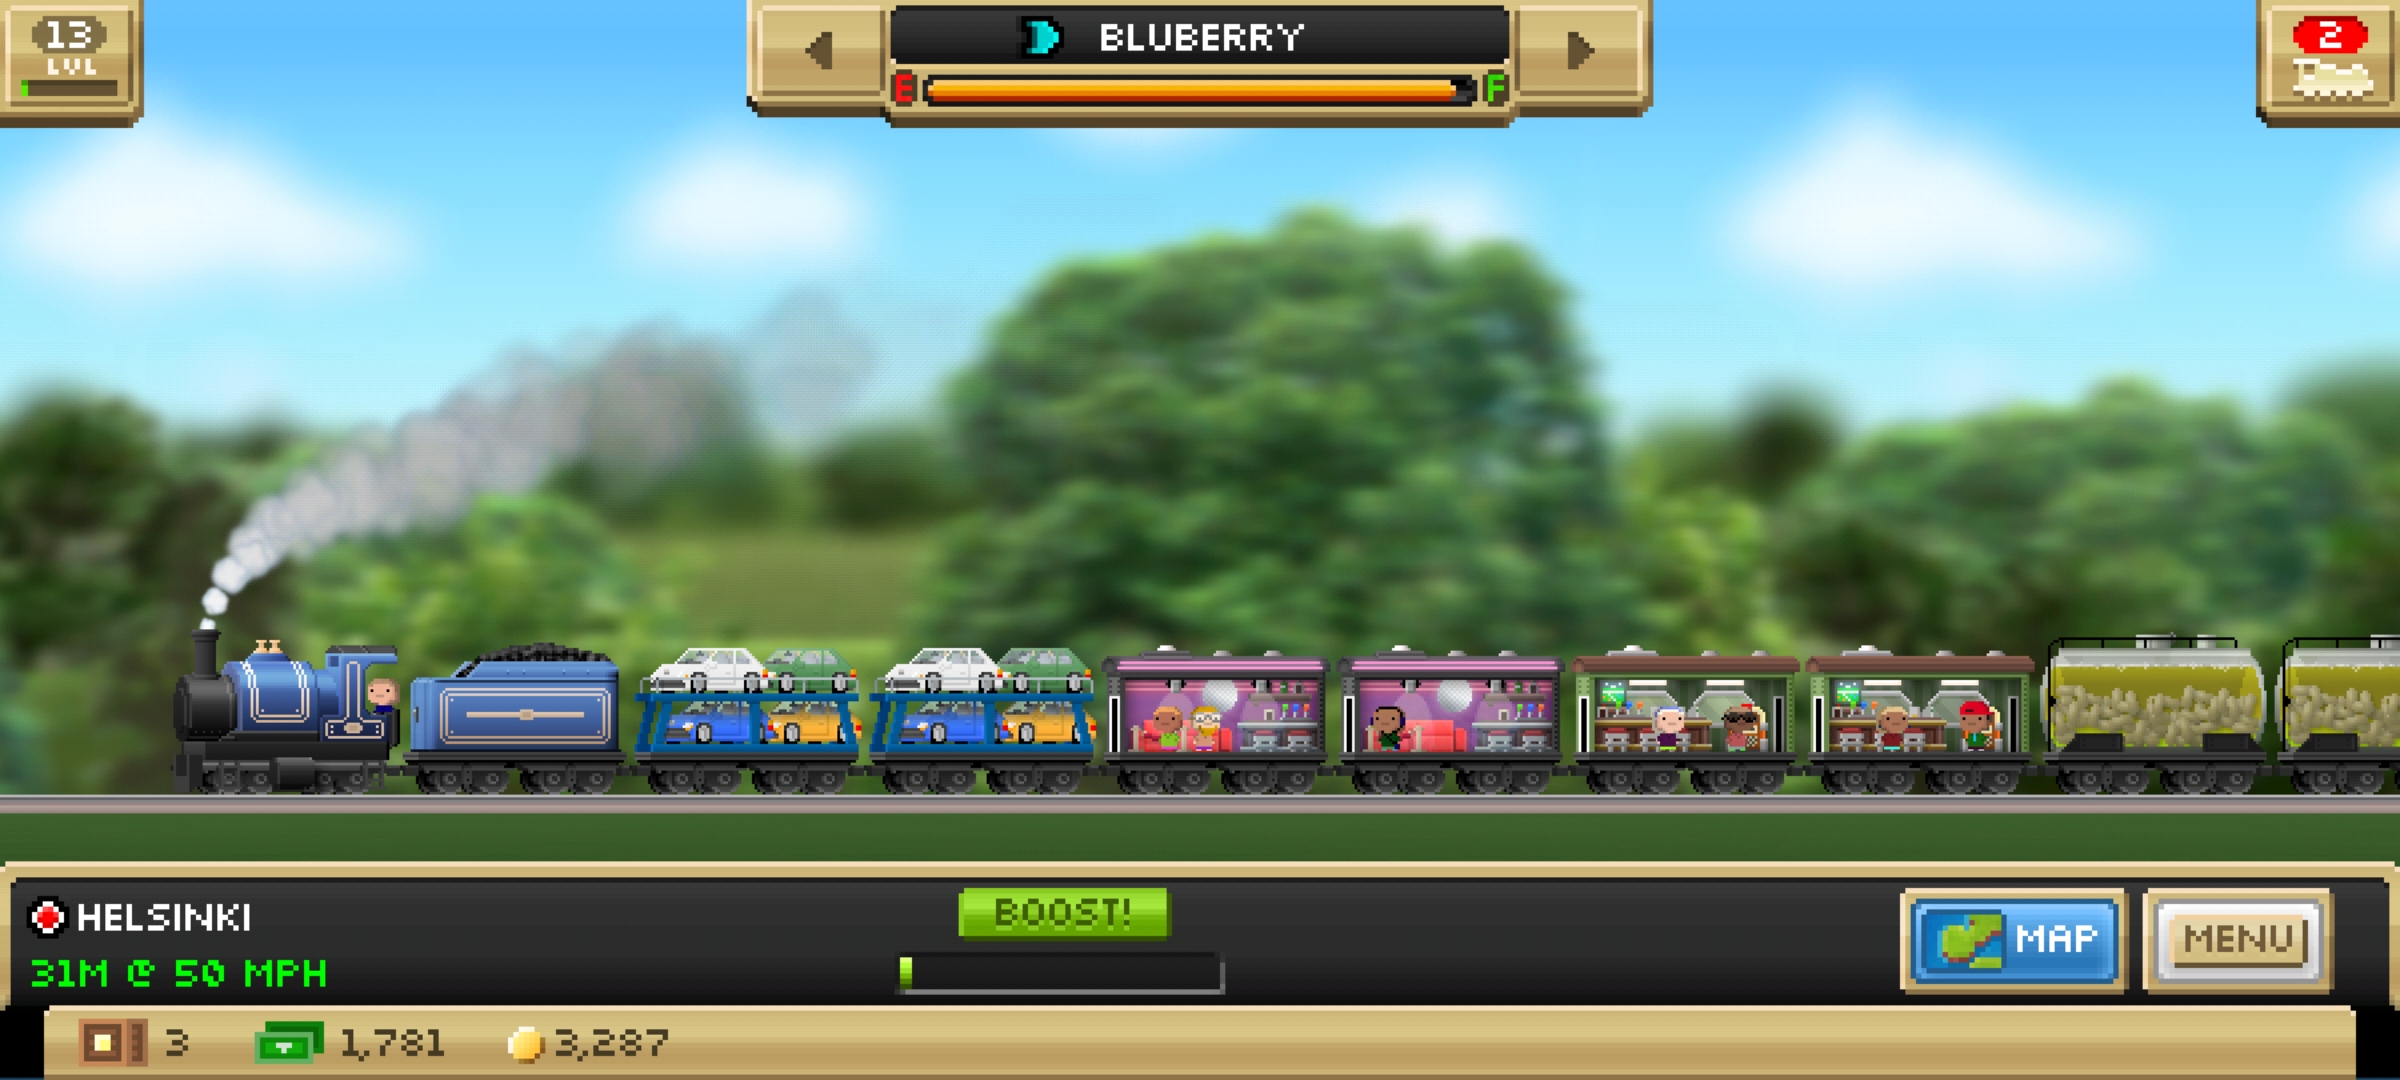 13
LVL
BLUBERRY
E F
2
HELSINKI
31M @ 50 MPH
BOOST!
MAP
MENU
3
1,781
3,287